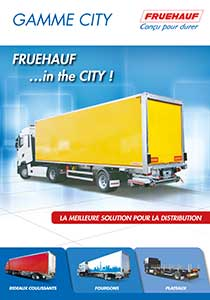 GAMME CITY
FRUEHAUF
Conçu pour durer
FRUEHAUF
...in the CITY !
LA MEILLEURE SOLUTION POUR LA DISTRIBUTION
RIDEAUX COULISSANTS
FOURGONS
PLATEAUX